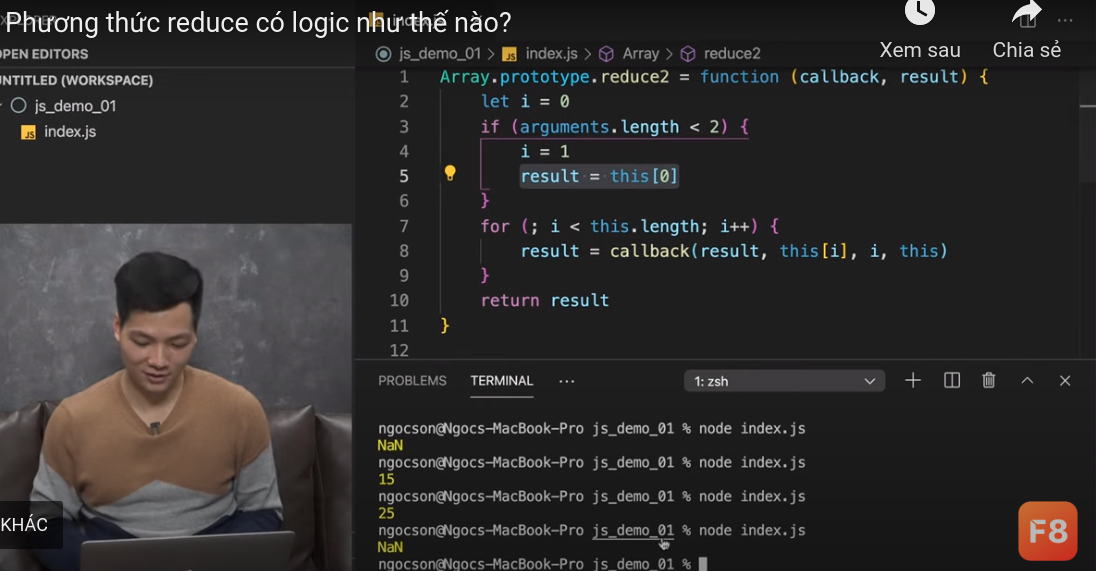 Phương thức reduce có logic như thế nào?
Xem sau
Chia sẻ
OPEN EDITORS
UNTITLED (WORKSPACE)
js_demo_01
JS index.js
js_demo_01 > JS index.js > Array > reduce2
1 Array.prototype.reduce2 = function (callback, result) {
2 let i = 0
3 if (arguments.length < 2) {
4 i = 1
5 result = this[0]
6 }
7 for (; i < this.length; i++) {
8 result = callback(result, this[i], i, this)
9 }
10 return result
11 }
12
PROBLEMS TERMINAL ... 1: zsh
ngocson@Ngocs-MacBook-Pro js_demo_01 % node index.js
NaN
ngocson@Ngocs-MacBook-Pro js_demo_01 % node index.js
15
ngocson@Ngocs-MacBook-Pro js_demo_01 % node index.js
25
ngocson@Ngocs-MacBook-Pro js_demo_01 % node index.js
NaN
ngocson@Ngocs-MacBook-Pro js_demo_01 %
KHÁC
F8